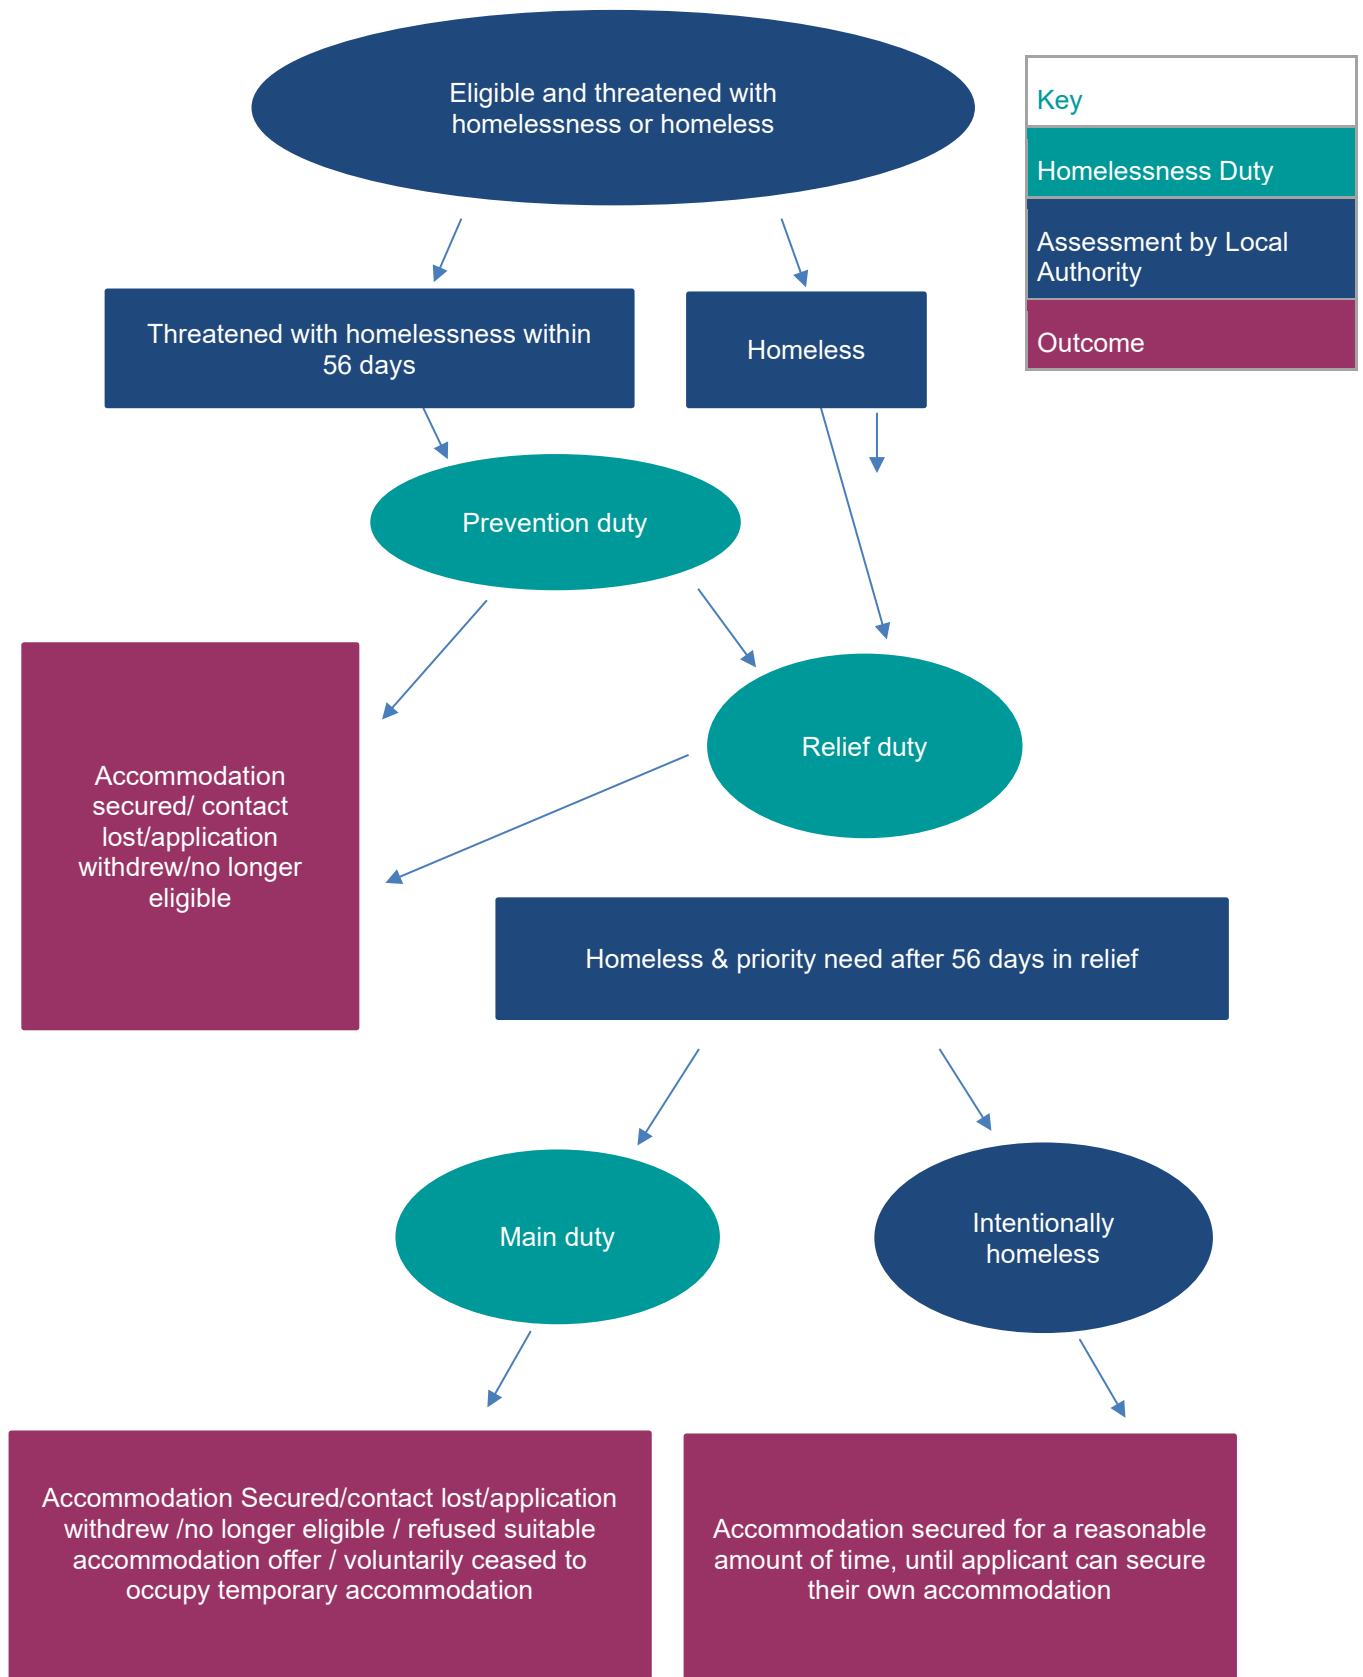 Eligible and threatened with
homelessness or homeless
Key
Homelessness Duty
Assessment by Local
Authority
Outcome
Threatened with homelessness within
56 days
Homeless
Prevention duty
Relief duty
Accommodation
secured/ contact
lost/application
withdrew/no longer
eligible
Homeless & priority need after 56 days in relief
Main duty
Intentionally
homeless
Accommodation Secured/contact lost/application
withdrew /no longer eligible / refused suitable
accommodation offer / voluntarily ceased to
occupy temporary accommodation
Accommodation secured for a reasonable
amount of time, until applicant can secure
their own accommodation